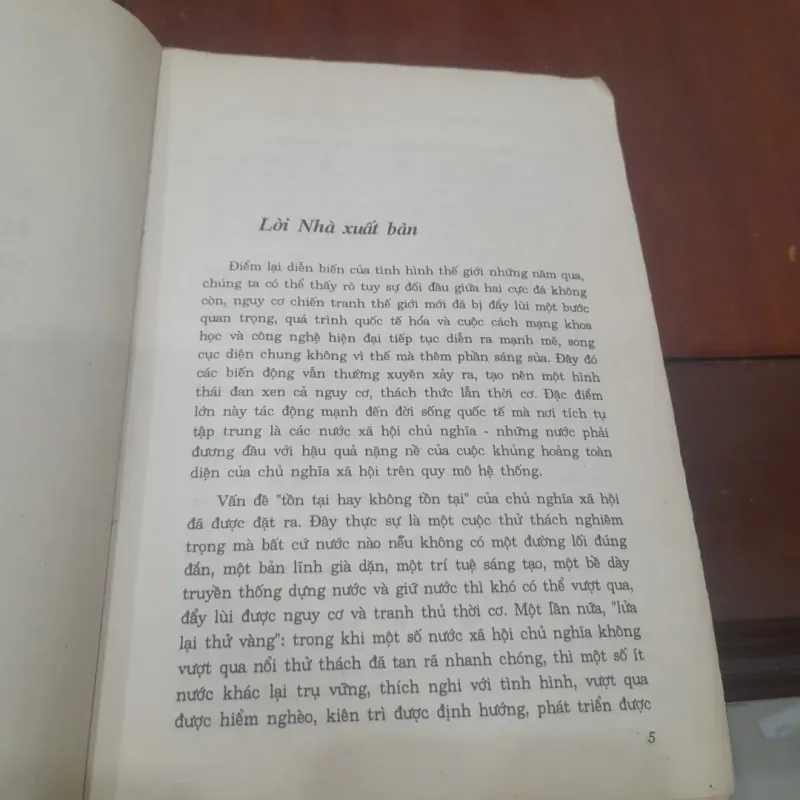 Lời Nhà xuất bản
Điểm lại diễn biến của tình hình thế giới những năm qua,
chúng ta có thể thấy rõ tuy sự đối đầu giữa hai cực đã không
còn, nguy cơ chiến tranh thế giới mới đã bị đẩy lùi một bước
quan trọng, quá trình quốc tế hóa và cuộc cách mạng khoa
học và công nghệ hiện đại tiếp tục diễn ra mạnh mẽ, song
cục diện chung không vì thế mà thêm phần sáng sủa. Đây đó
các biến động vẫn thường xuyên xảy ra, tạo nên một hình
thái đan xen cả nguy cơ, thách thức lẫn thời cơ. Đặc điểm
lớn này tác động mạnh đến đời sống quốc tế mà nơi tích tụ
tập trung là các nước xã hội chủ nghĩa - những nước phải
đương đầu với hậu quả nặng nề của cuộc khủng hoảng toàn
diện của chủ nghĩa xã hội trên quy mô hệ thống.
Vấn đề "tồn tại hay không tồn tại" của chủ nghĩa xã hội
đã được đặt ra. Đây thực sự là một cuộc thử thách nghiêm
trọng mà bất cứ nước nào nếu không có một đường lối đúng
đắn, một bản lĩnh già dặn, một trí tuệ sáng tạo, một bề dày
truyền thống dựng nước và giữ nước thì khó có thể vượt qua,
đẩy lùi được nguy cơ và tranh thủ thời cơ. Một lần nữa, "lửa
lại thử vàng": trong khi một số nước xã hội chủ nghĩa không
vượt qua nổi thử thách đã tan rã nhanh chóng, thì một số ít
nước khác lại trụ vững, thích nghi với tình hình, vượt qua
được hiểm nghèo, kiên trì được định hướng, phát triển được
5